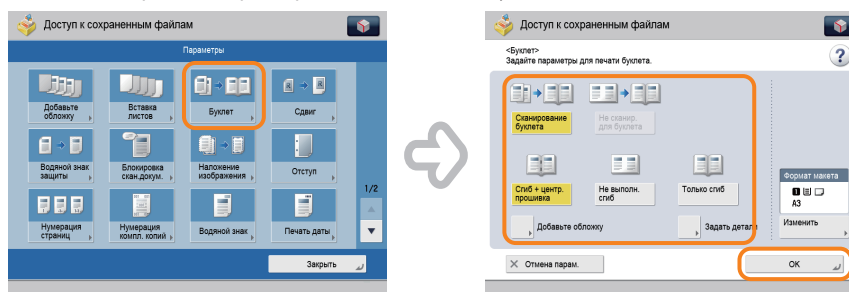 Доступ к сохраненным файлам
Параметры
Добавьте
обложку
Вставка
листов
Буклет
Сдвиг
Водяной знак
защиты
Блокировка
скан.докум.
Наложение
изображения
Отступ
1/2
Нумерация
страниц
Нумерация
компл. копий
Водяной знак
Печать даты
Закрыть
Доступ к сохраненным файлам
<Буклет>
Задайте параметры для печати буклета.
?
Сканирование
буклета
Не сканир.
для буклета
Сгиб + центр.
прошивка
Не выполн.
сгиб
Только сгиб
Формат макета
A3
Добавьте обложку
Задать детали
Изменить
Отмена парам.
OK